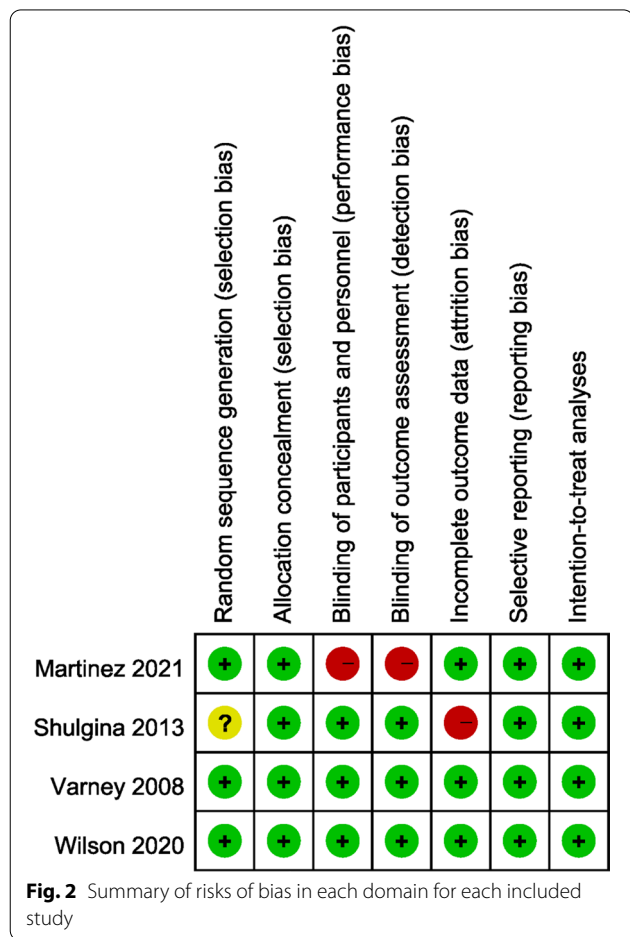 Random sequence generation (selection bias)
Allocation concealment (selection bias)
Blinding of participants and personnel (performance bias)
Blinding of outcome assessment (detection bias)
Incomplete outcome data (attrition bias)
Selective reporting (reporting bias)
Intention-to-treat analyses
Martinez 2021 + + – – + + +
Shulgina 2013 ? + + + – + +
Varney 2008 + + + + + + +
Wilson 2020 + + + + + + +
Fig. 2 Summary of risks of bias in each domain for each included
study